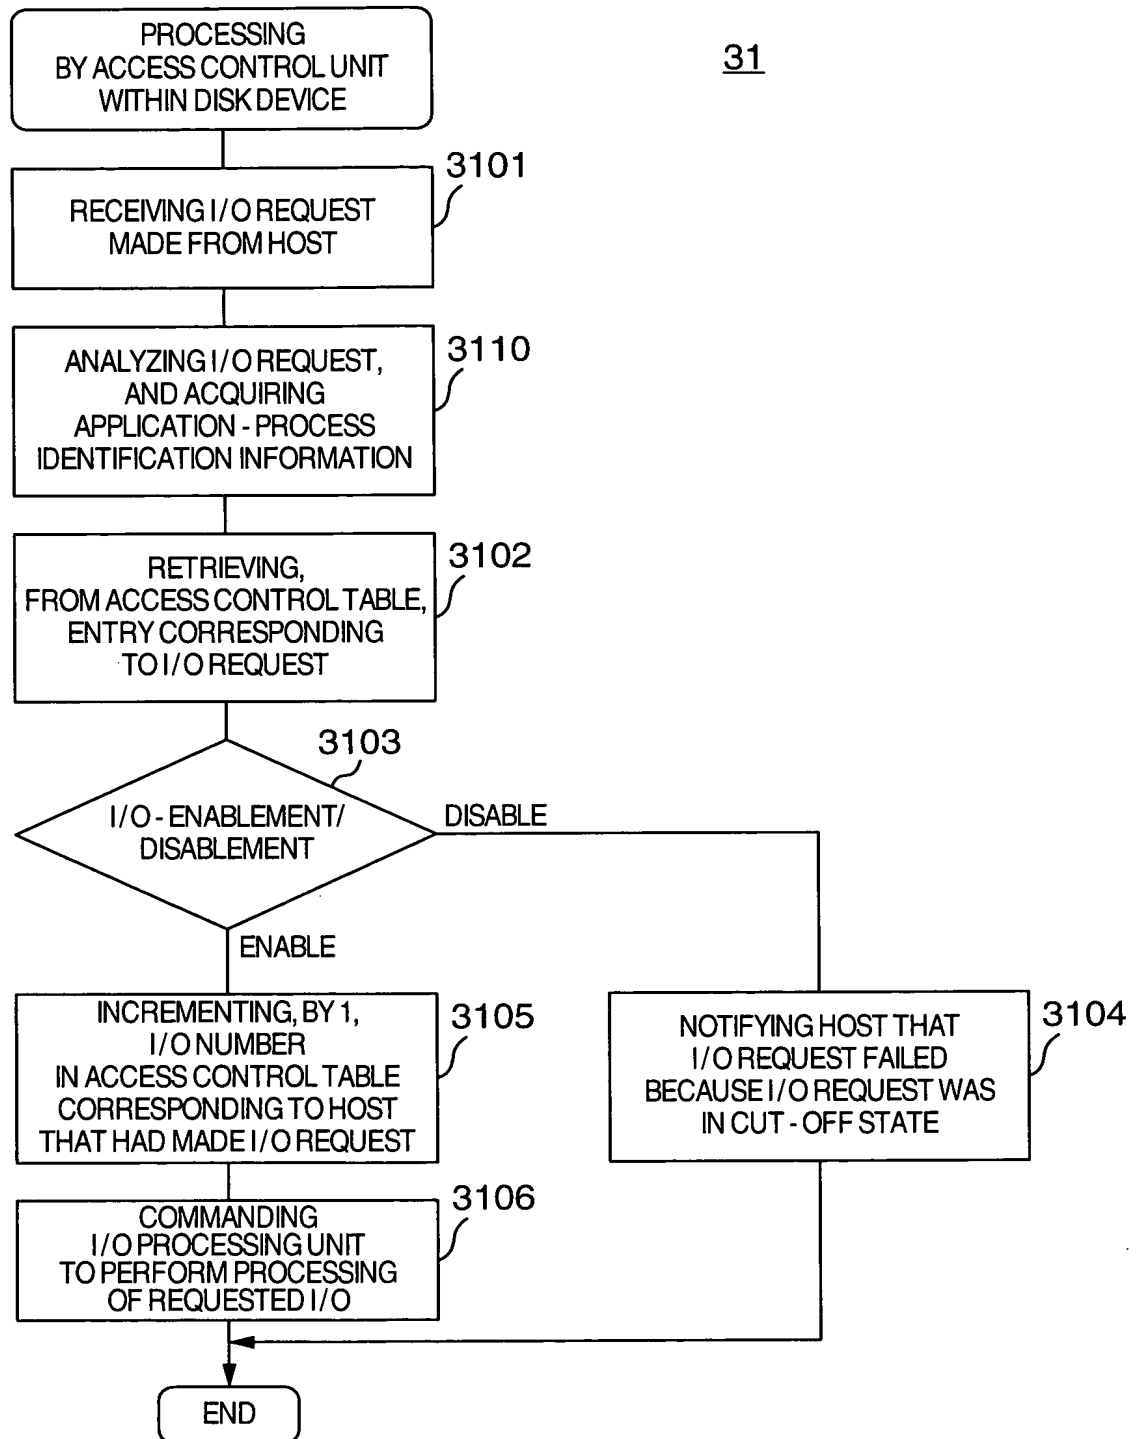 PROCESSING
BY ACCESS CONTROL UNIT
WITHIN DISK DEVICE
31
3101
RECEIVING I/O REQUEST
MADE FROM HOST
3110
ANALYZING I/O REQUEST,
AND ACQUIRING
APPLICATION - PROCESS
IDENTIFICATION INFORMATION
3102
RETRIEVING,
FROM ACCESS CONTROL TABLE,
ENTRY CORRESPONDING
TO I/O REQUEST
3103
I/O - ENABLEMENT/
DISABLEMENT
DISABLE
ENABLE
3105
INCREMENTING, BY 1,
I/O NUMBER
IN ACCESS CONTROL TABLE
CORRESPONDING TO HOST
THAT HAD MADE I/O REQUEST
3104
NOTIFYING HOST THAT
I/O REQUEST FAILED
BECAUSE I/O REQUEST WAS
IN CUT - OFF STATE
3106
COMMANDING
I/O PROCESSING UNIT
TO PERFORM PROCESSING
OF REQUESTED I/O
END